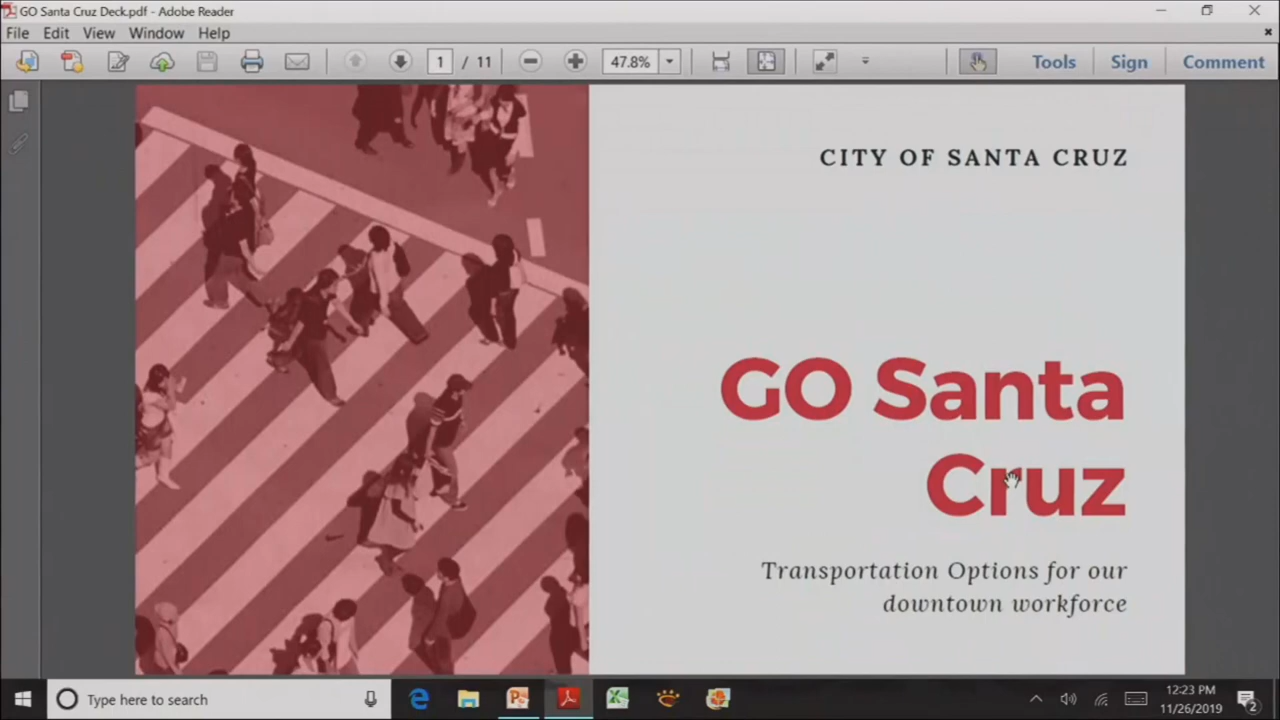 GO Santa Cruz Deck.pdf - Adobe Reader
File Edit View Window Help
1 / 11 47.8% Tools Sign Comment
CITY OF SANTA CRUZ
GO Santa
Cruz
Transportation Options for our
downtown workforce
Type here to search
12:23 PM
11/26/2019
2